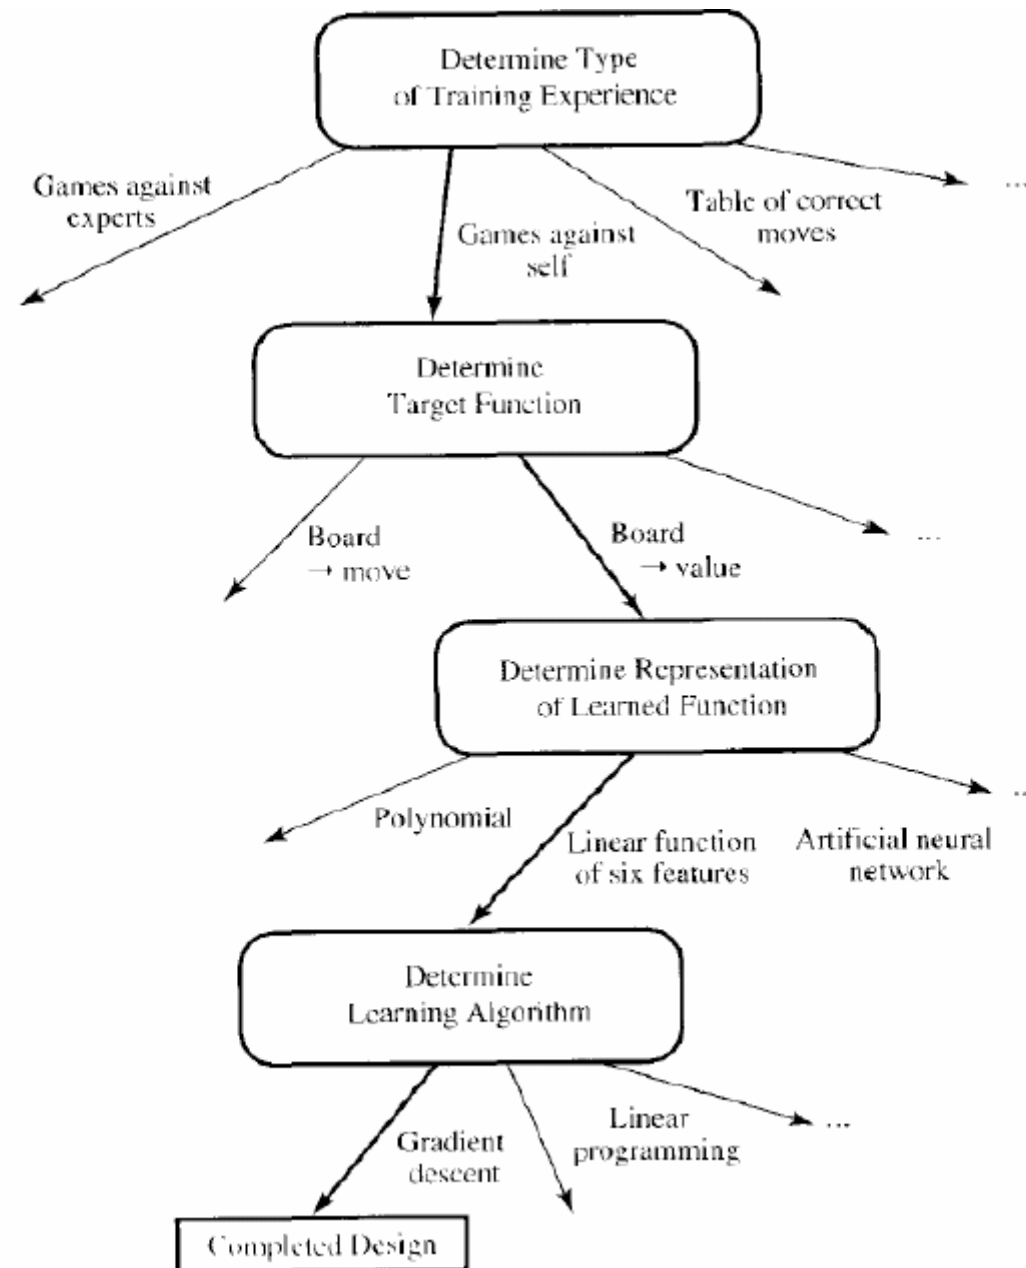 Determine Type
of Training Experience
Games against
experts
Games against
self
Table of correct
moves
...
Determine
Target Function
Board
→ move
Board
→ value
...
Determine Representation
of Learned Function
Polynomial
Linear function
of six features
Artificial neural
network
...
Determine
Learning Algorithm
Gradient
descent
Linear
programming
...
Completed Design